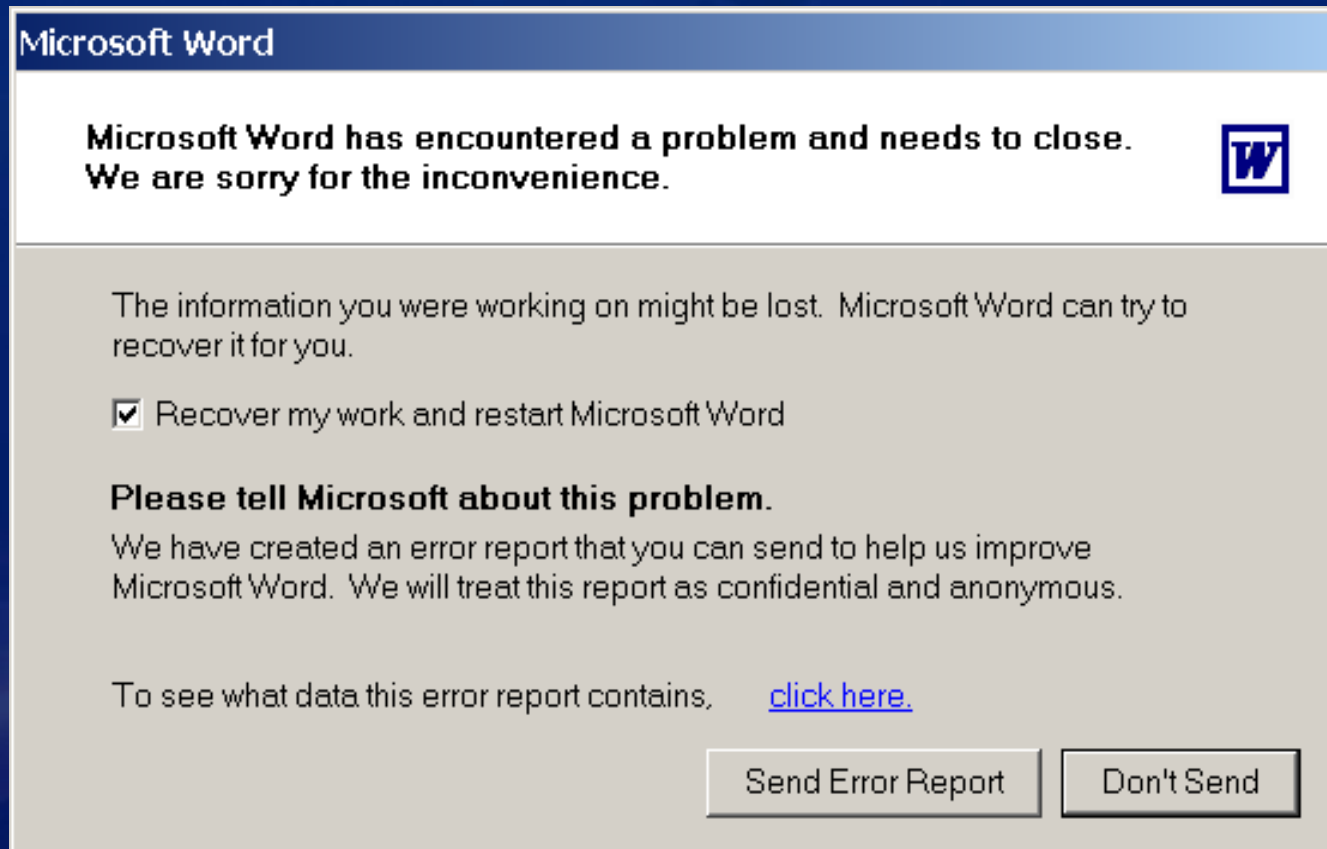 Microsoft Word
Microsoft Word has encountered a problem and needs to close.
We are sorry for the inconvenience.
W
The information you were working on might be lost.  Microsoft Word can try to
recover it for you.
Recover my work and restart Microsoft Word
Please tell Microsoft about this problem.
We have created an error report that you can send to help us improve
Microsoft Word.  We will treat this report as confidential and anonymous.
To see what data this error report contains, click here.
Send Error Report Don't Send